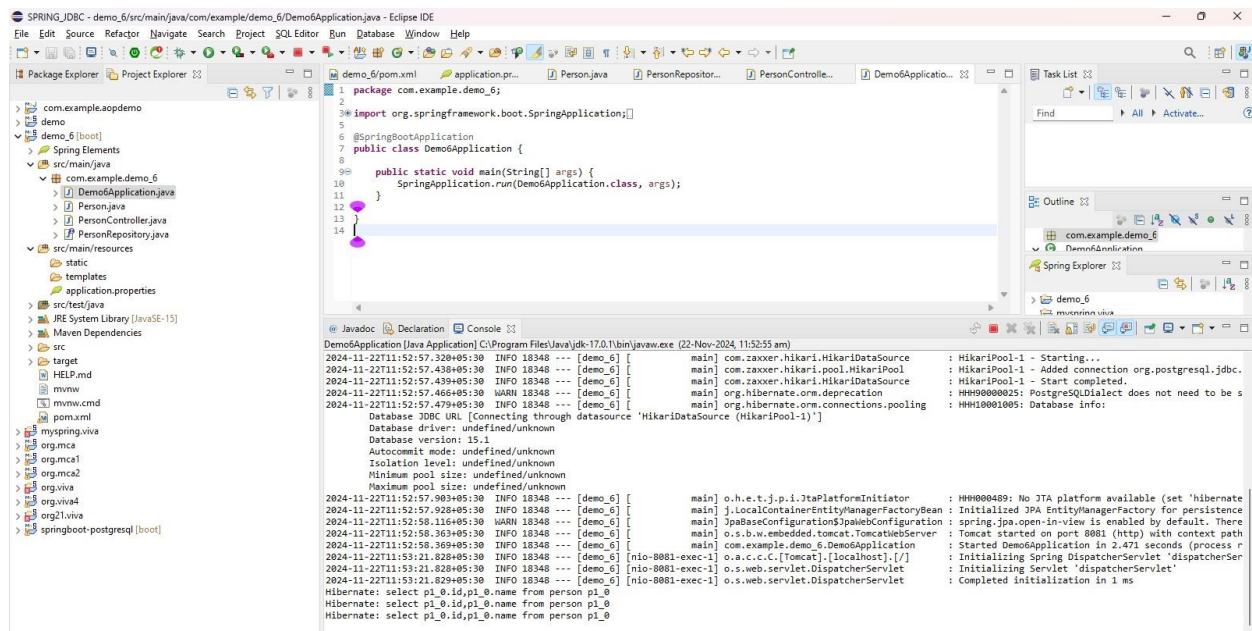 SPRING_JDBC - demo_6/src/main/java/com/example/demo_6/Demo6Application.java - Eclipse IDE
File Edit Source Refactor Navigate Search Project SQL Editor Run Database Window Help
Package Explorer Project Explorer
com.example.aopdemo
demo
demo_6 [boot]
Spring Elements
src/main/java
com.example.demo_6
Demo6Application.java
Person.java
PersonController.java
PersonRepository.java
src/main/resources
static
templates
application.properties
src/test/java
JRE System Library [JavaSE-15]
Maven Dependencies
src
target
HELP.md
mvnw
mvnw.cmd
pom.xml
myspring.viva
org.mca
org.mca1
org.mca2
org.viva
org.viva4
org21.viva
springboot-postgresql [boot]
demo_6/pom.xml application.pr... Person.java PersonRepositor... PersonControlle... Demo6Applicatio...
1 package com.example.demo_6;
2
3 import org.springframework.boot.SpringApplication;
5
6 @SpringBootApplication
7 public class Demo6Application {
8
9 public static void main(String[] args) {
10 SpringApplication.run(Demo6Application.class, args);
11 }
12
13 }
14
Task List
Find All Activate...
Outline
com.example.demo_6
Demo6Application
Spring Explorer
demo_6
myspring.viva
Javadoc Declaration Console
Demo6Application [Java Application] C:\Program Files\Java\jdk-17.0.1\bin\javaw.exe (22-Nov-2024, 11:52:55 am)
2024-11-22T11:52:57.320+05:30 INFO 18348 --- [demo_6] [ main] com.zaxxer.hikari.HikariDataSource : HikariPool-1 - Starting...
2024-11-22T11:52:57.438+05:30 INFO 18348 --- [demo_6] [ main] com.zaxxer.hikari.pool.HikariPool : HikariPool-1 - Added connection org.postgresql.jdbc.
2024-11-22T11:52:57.439+05:30 INFO 18348 --- [demo_6] [ main] com.zaxxer.hikari.HikariDataSource : HikariPool-1 - Start completed.
2024-11-22T11:52:57.466+05:30 WARN 18348 --- [demo_6] [ main] org.hibernate.orm.deprecation : HHH90000025: PostgreSQLDialect does not need to be s
2024-11-22T11:52:57.479+05:30 INFO 18348 --- [demo_6] [ main] org.hibernate.orm.connections.pooling : HHH10001005: Database info:
Database JDBC URL [Connecting through datasource 'HikariDataSource (HikariPool-1)']
Database driver: undefined/unknown
Database version: 15.1
Autocommit mode: undefined/unknown
Isolation level: undefined/unknown
Minimum pool size: undefined/unknown
Maximum pool size: undefined/unknown
2024-11-22T11:52:57.903+05:30 INFO 18348 --- [demo_6] [ main] o.h.e.t.j.p.i.JtaPlatformInitiator : HHH000489: No JTA platform available (set 'hibernate
2024-11-22T11:52:57.928+05:30 INFO 18348 --- [demo_6] [ main] j.LocalContainerEntityManagerFactoryBean : Initialized JPA EntityManagerFactory for persistence
2024-11-22T11:52:58.116+05:30 WARN 18348 --- [demo_6] [ main] JpaBaseConfiguration$JpaWebConfiguration : spring.jpa.open-in-view is enabled by default. There
2024-11-22T11:52:58.363+05:30 INFO 18348 --- [demo_6] [ main] o.s.b.w.embedded.tomcat.TomcatWebServer : Tomcat started on port 8081 (http) with context path
2024-11-22T11:52:58.369+05:30 INFO 18348 --- [demo_6] [ main] com.example.demo_6.Demo6Application : Started Demo6Application in 2.471 seconds (process r
2024-11-22T11:53:21.828+05:30 INFO 18348 --- [demo_6] [nio-8081-exec-1] o.a.c.c.C.[Tomcat].[localhost].[/] : Initializing Spring DispatcherServlet 'dispatcherSer
2024-11-22T11:53:21.828+05:30 INFO 18348 --- [demo_6] [nio-8081-exec-1] o.s.web.servlet.DispatcherServlet : Initializing Servlet 'dispatcherServlet'
2024-11-22T11:53:21.829+05:30 INFO 18348 --- [demo_6] [nio-8081-exec-1] o.s.web.servlet.DispatcherServlet : Completed initialization in 1 ms
Hibernate: select p1_0.id,p1_0.name from person p1_0
Hibernate: select p1_0.id,p1_0.name from person p1_0
Hibernate: select p1_0.id,p1_0.name from person p1_0